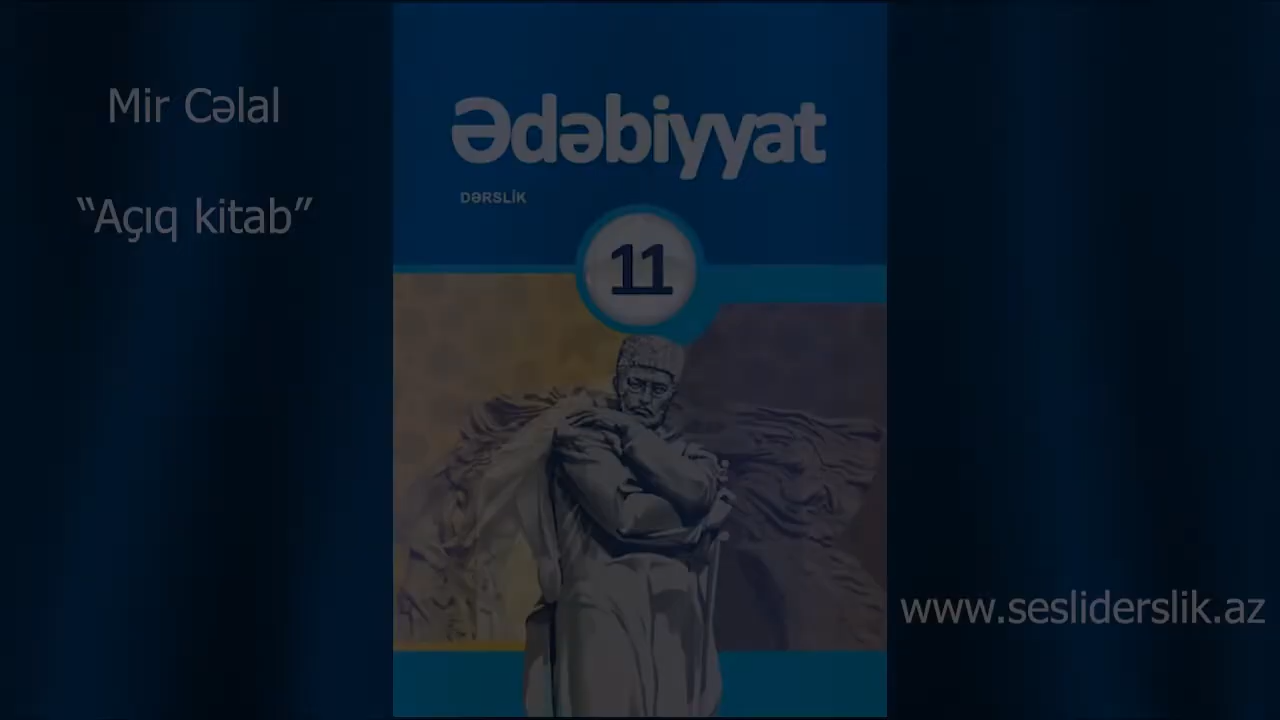 Mir Cəlal
“Açıq kitab”
Ədəbiyyat
DƏRSLİK
11
www.sesliderslik.az